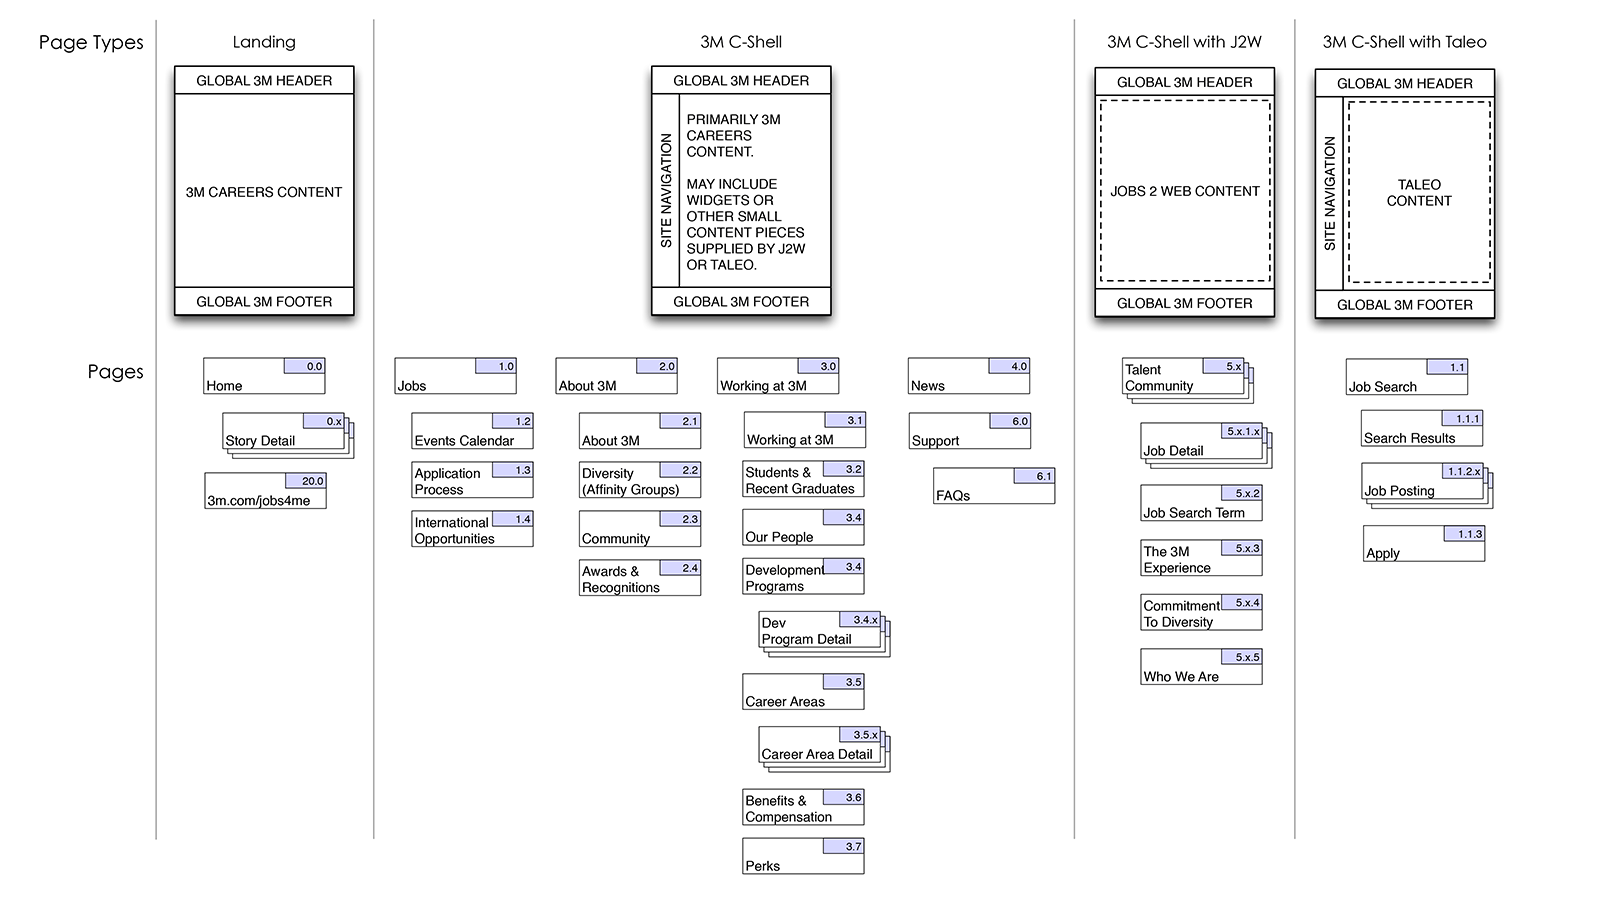 Page Types
Landing
3M C-Shell
3M C-Shell with J2W
3M C-Shell with Taleo
GLOBAL 3M HEADER
3M CAREERS CONTENT
GLOBAL 3M FOOTER
GLOBAL 3M HEADER
SITE NAVIGATION
PRIMARILY 3M
CAREERS
CONTENT.
MAY INCLUDE
WIDGETS OR
OTHER SMALL
CONTENT PIECES
SUPPLIED BY J2W
OR TALEO.
GLOBAL 3M FOOTER
GLOBAL 3M HEADER
JOBS 2 WEB CONTENT
GLOBAL 3M FOOTER
GLOBAL 3M HEADER
SITE NAVIGATION
TALEO
CONTENT
GLOBAL 3M FOOTER
Pages
0.0
Home
0.x
Story Detail
20.0
3m.com/jobs4me
1.0
Jobs
1.2
Events Calendar
1.3
Application
Process
1.4
International
Opportunities
2.0
About 3M
2.1
About 3M
2.2
Diversity
(Affinity Groups)
2.3
Community
2.4
Awards &
Recognitions
3.0
Working at 3M
3.1
Working at 3M
3.2
Students &
Recent Graduates
3.4
Our People
3.4
Development
Programs
3.4.x
Dev
Program Detail
3.5
Career Areas
3.5.x
Career Area Detail
3.6
Benefits &
Compensation
3.7
Perks
4.0
News
6.0
Support
6.1
FAQs
5.x
Talent
Community
5.x.1.x
Job Detail
5.x.2
Job Search Term
5.x.3
The 3M
Experience
5.x.4
Commitment
To Diversity
5.x.5
Who We Are
1.1
Job Search
1.1.1
Search Results
1.1.2.x
Job Posting
1.1.3
Apply